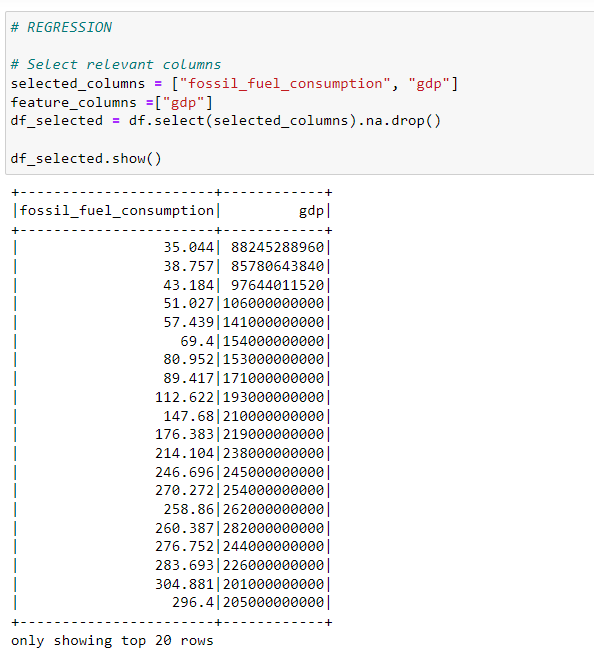 # REGRESSION
# Select relevant columns
selected_columns = ["fossil_fuel_consumption", "gdp"]
feature_columns =["gdp"]
df_selected = df.select(selected_columns).na.drop()
df_selected.show()
+-----------------------+------------+
|fossil_fuel_consumption|         gdp|
+-----------------------+------------+
|                 35.044| 88245288960|
|                 38.757| 85780643840|
|                 43.184| 97644011520|
|                 51.027|106000000000|
|                 57.439|141000000000|
|                   69.4|154000000000|
|                 80.952|153000000000|
|                 89.417|171000000000|
|                112.622|193000000000|
|                 147.68|210000000000|
|                176.383|219000000000|
|                214.104|238000000000|
|                246.696|245000000000|
|                270.272|254000000000|
|                 258.86|262000000000|
|                260.387|282000000000|
|                276.752|244000000000|
|                283.693|226000000000|
|                304.881|201000000000|
|                  296.4|205000000000|
+-----------------------+------------+
only showing top 20 rows